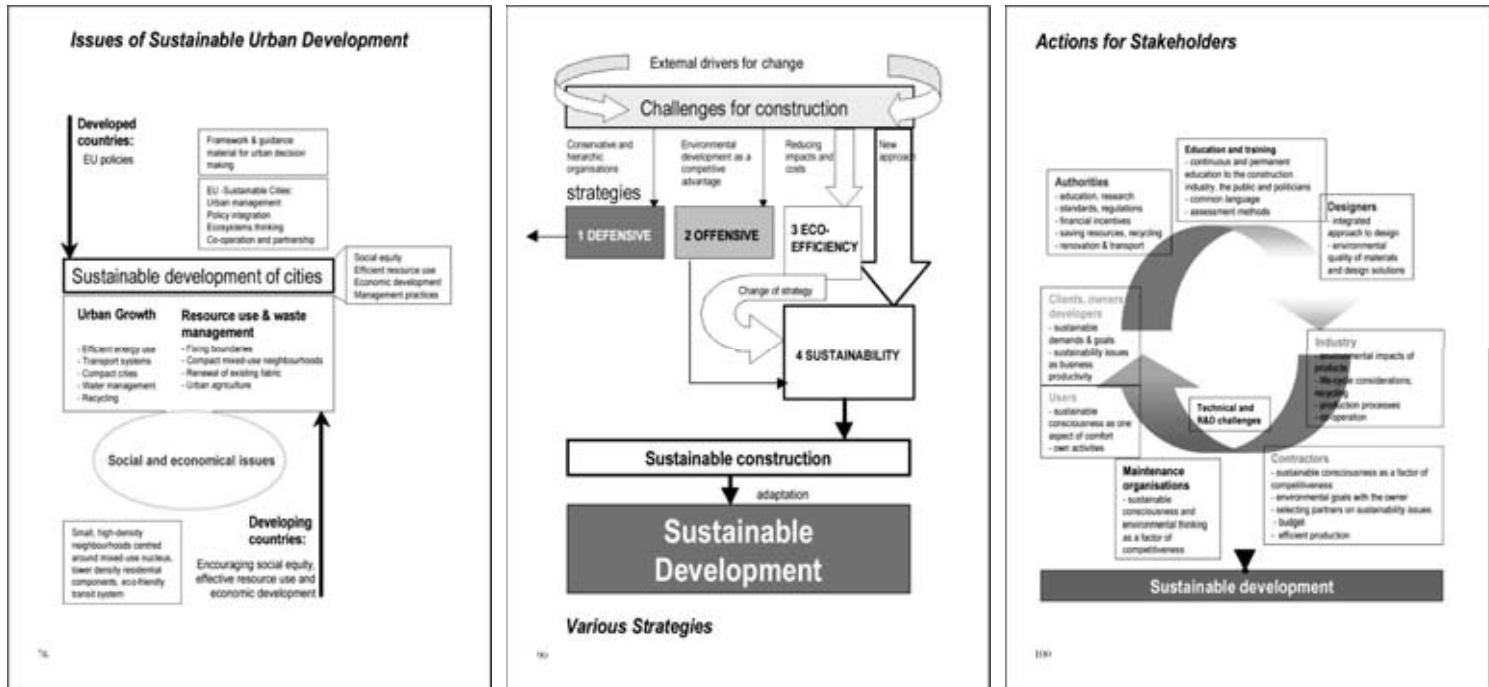 Issues of Sustainable Urban Development
Developed
countries:
EU policies
Framework & guidance
material for urban decision
making
EU -Sustainable Cities:
Urban management
Policy integration
Ecosystems thinking
Co-operation and partnership
Sustainable development of cities
Social equity
Efficient resource use
Economic development
Management practices
Urban Growth
- Efficient energy use
- Transport systems
- Compact cities
- Water management
- Recycling
Resource use & waste
management
- Fixing boundaries
- Compact mixed-use neighbourhoods
- Renewal of existing fabric
- Urban agriculture
Social and economical issues
Small, high-density
neighbourhoods centred
around mixed-use nucleus,
lower density residential
components, eco-friendly
transit system
Developing
countries:
Encouraging social equity,
effective resource use and
economic development
External drivers for change
Challenges for construction
Conservative and
hierarchic
organisations
Environmental
development as a
competitive
advantage
Reducing
impacts and
costs
New
approach
strategies
1 DEFENSIVE
2 OFFENSIVE
3 ECO-
EFFICIENCY
Change of strategy
4 SUSTAINABILITY
Sustainable construction
adaptation
Sustainable
Development
Various Strategies
Actions for Stakeholders
Education and training
- continuous and permanent
education to the construction
industry, the public and politicians
- common language
- assessment methods
Authorities
- education, research
- standards, regulations
- financial incentives
- saving resources, recycling
- renovation & transport
Designers
- integrated
approach to design
- environmental
quality of materials
and design solutions
Clients, owners
developers
- sustainable
demands & goals
- sustainability issues
as business
productivity
Industry
- environmental impacts of
products
- life-cycle considerations,
recycling
- production processes
- co-operation
Users
- sustainable
consciousness as one
aspect of comfort
- own activities
Technical and
R&D challenges
Maintenance
organisations
- sustainable
consciousness and
environmental thinking
as a factor of
competitiveness
Contractors
- sustainable consciousness as a factor of
competitiveness
- environmental goals with the owner
- selecting partners on sustainability issues
- budget
- efficient production
Sustainable development
100